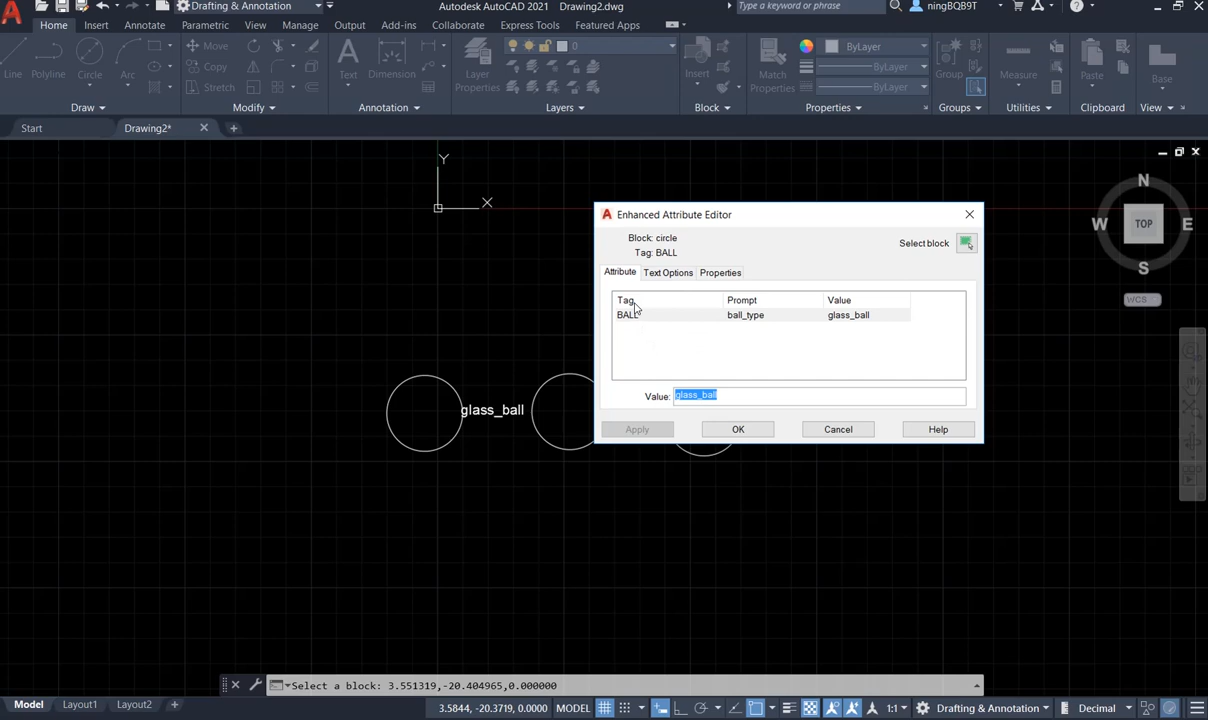 Drafting & Annotation
Autodesk AutoCAD 2021 Drawing2.dwg
Type a keyword or phrase
ningBQB9T
Home Insert Annotate Parametric View Manage Output Add-ins Collaborate Express Tools Featured Apps
Line Polyline Circle Arc
Move
Copy
Stretch
Text Dimension
Layer
Properties
0
Insert
Match
Properties
ByLayer
ByLayer
ByLayer
Group
Measure
Paste
Base
Draw Modify Annotation Layers Block Properties Groups Utilities Clipboard View
Start Drawing2*
Y
X
N
W TOP E
S
WCS
Enhanced Attribute Editor
Block: circle
Tag: BALL
Select block
Attribute Text Options Properties
Tag Prompt Value
BALL ball_type glass_ball
Value: glass_ball
Apply OK Cancel Help
glass_ball
Select a block: 3.551319,-20.404965,0.000000
Model Layout1 Layout2
3.5844, -20.3719, 0.0000 MODEL 1:1 Drafting & Annotation Decimal